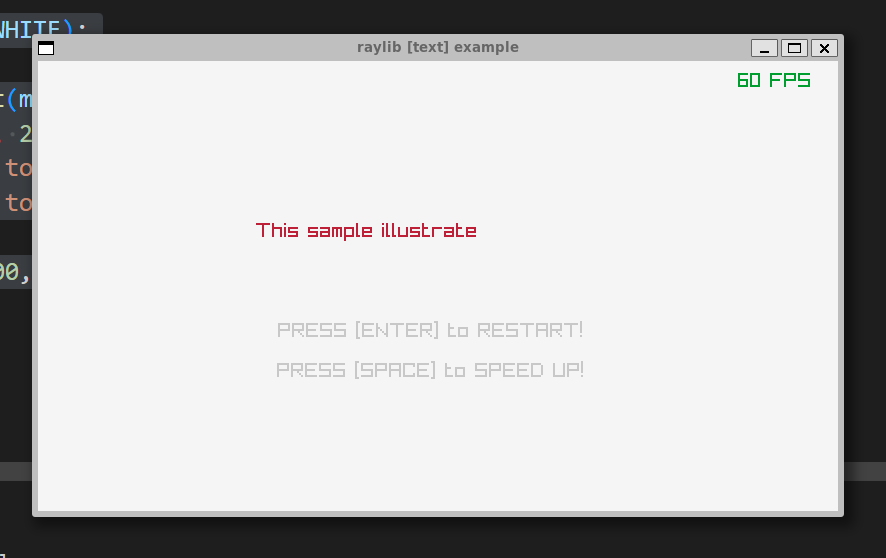 WHITE);
raylib [text] example
60 FPS
t(m
2
to
to
This sample illustrate
00,
PRESS [ENTER] to RESTART!
PRESS [SPACE] to SPEED UP!